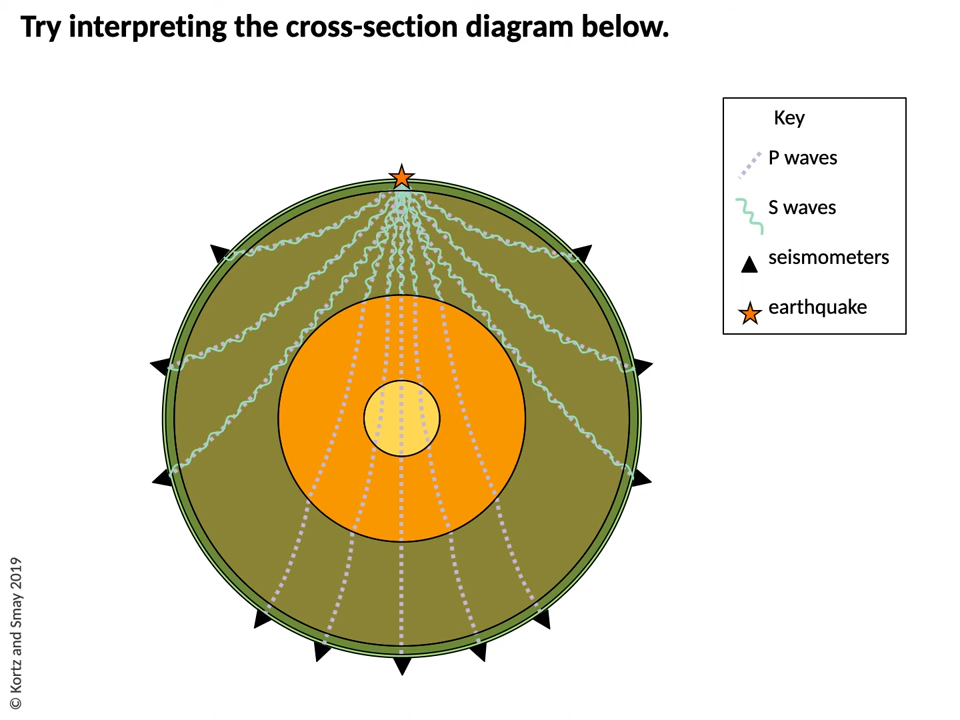 Try interpreting the cross-section diagram below.
Key
P waves
S waves
seismometers
earthquake
© Kortz and Smay 2019